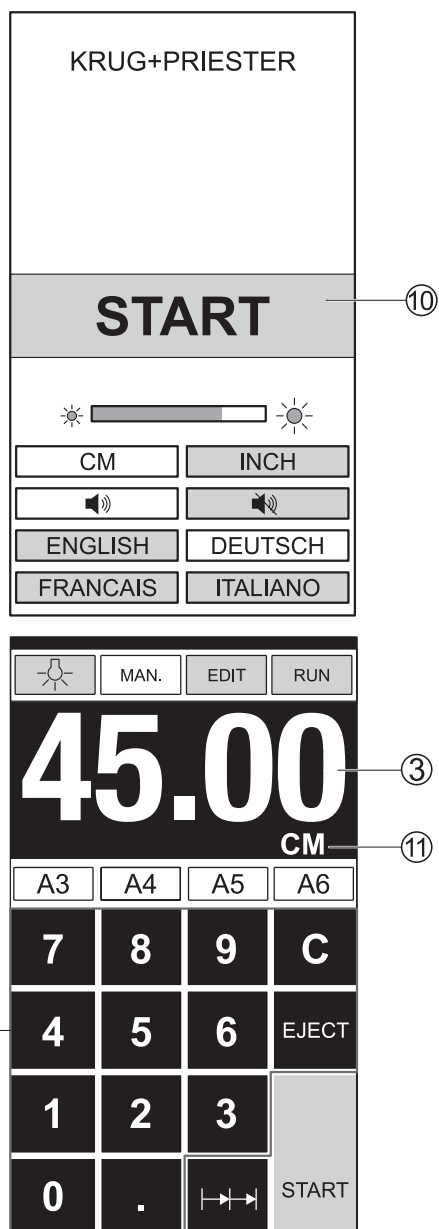 KRUG+PRIESTER
START
⑩
CM INCH
ENGLISH DEUTSCH
FRANCAIS ITALIANO
MAN. EDIT RUN
45.00
③
CM
⑪
A3 A4 A5 A6
7 8 9 C
4 5 6 EJECT
1 2 3
0 . START